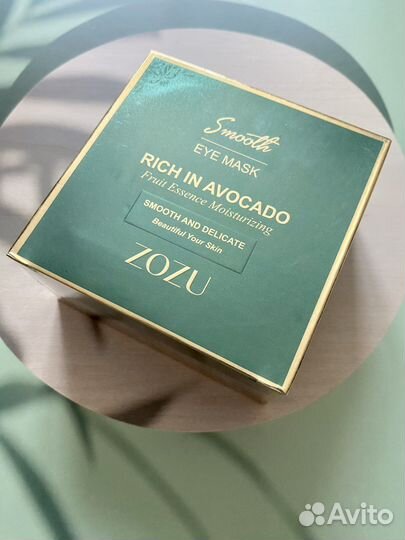 Smooth
EYE MASK
RICH IN AVOCADO
Fruit Essence Moisturizing
SMOOTH AND DELICATE
Beautiful Your Skin
ZOZU
Avito